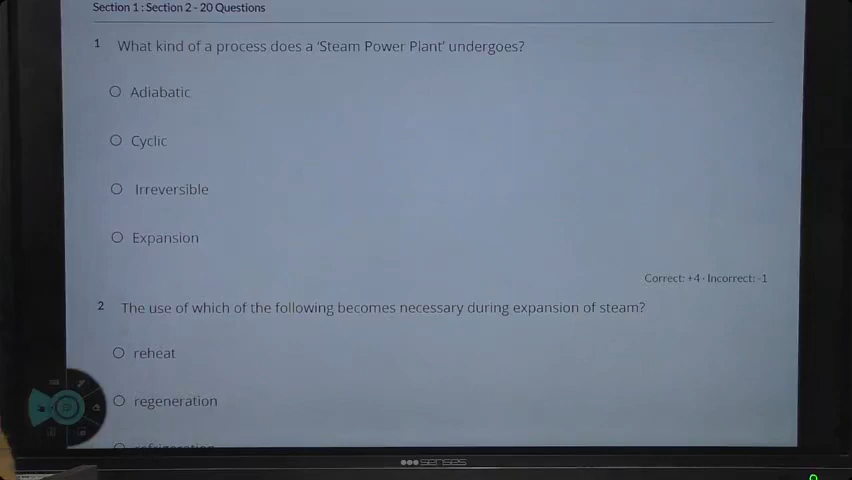 Section 1 : Section 2 - 20 Questions
1 What kind of a process does a ‘Steam Power Plant’ undergoes?
Adiabatic
Cyclic
Irreversible
Expansion
Correct: +4 · Incorrect: -1
2 The use of which of the following becomes necessary during expansion of steam?
reheat
regeneration
refrigeration
senses